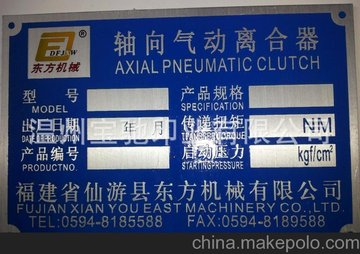 DFJXW
东方机械
轴向气动离合器
AXIAL PNEUMATIC CLUTCH
型号 产品规格
MODEL SPECIFICATION
出厂日期 年 月 传递扭矩 NM
产品编号 启动压力 kgf/cm²
PRODUCTNO. STARTINGPRESSURE
福建省仙游县东方机械有限公司
FUJIAN XIAN YOU EAST MACHINERY CO.,LTD.
TEL:0594-8185588 FAX:0594-8189588
china.makepolo.com